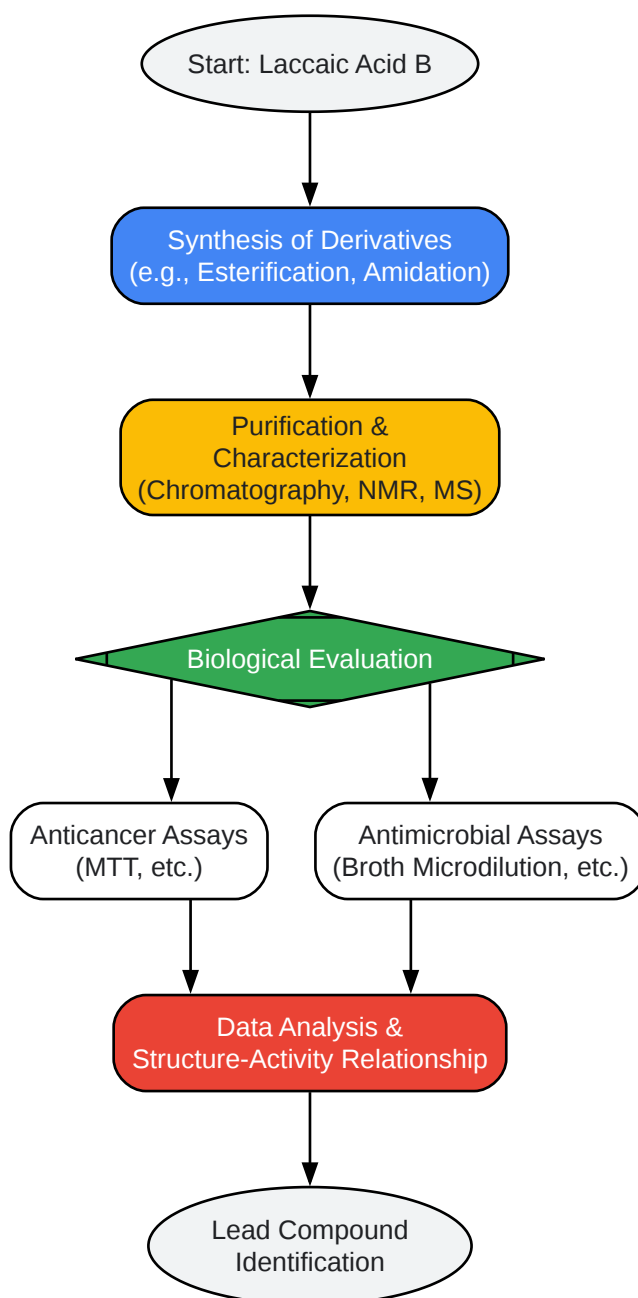 Start: Laccaic Acid B
Synthesis of Derivatives
(e.g., Esterification, Amidation)
Purification &
Characterization
(Chromatography, NMR, MS)
Biological Evaluation
Anticancer Assays
(MTT, etc.)
Antimicrobial Assays
(Broth Microdilution, etc.)
Data Analysis &
Structure-Activity Relationship
Lead Compound
Identification